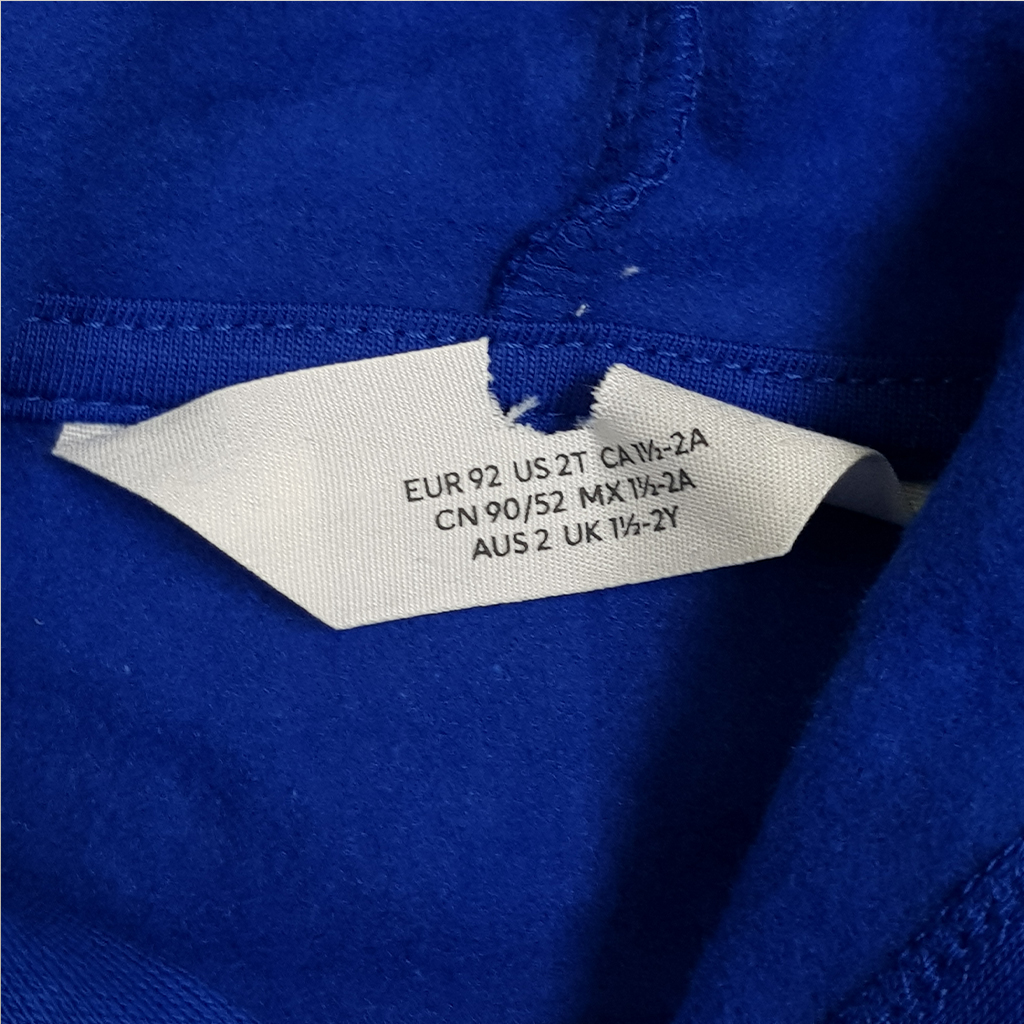 EUR 92 US 2T CA 1½-2A
CN 90/52 MX 1½-2A
AUS 2 UK 1½-2Y